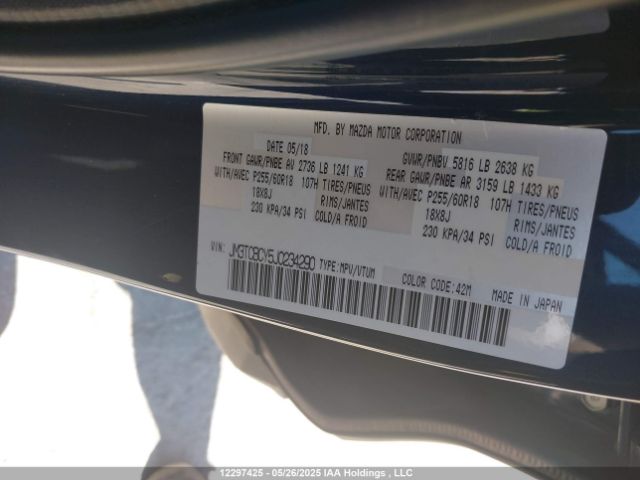 MFD. BY MAZDA MOTOR CORPORATION
DATE 05/18 GVWR/PNBV 5816 LB 2638 KG
FRONT GAWR/PNBE AV 2736 LB 1241 KG REAR GAWR/PNBE AR 3159 LB 1433 KG
WITH/AVEC P255/60R18 107H TIRES/PNEUS WITH/AVEC P255/60R18 107H TIRES/PNEUS
18X8J RIMS/JANTES 18X8J RIMS/JANTES
230 KPA/34 PSI COLD/A FROID 230 KPA/34 PSI COLD/A FROID
VIN: JM3TCBCY5J0234290 TYPE:MPV/VTUM
COLOR CODE:42M MADE IN JAPAN
12297425 - 05/26/2025 IAA Holdings , LLC